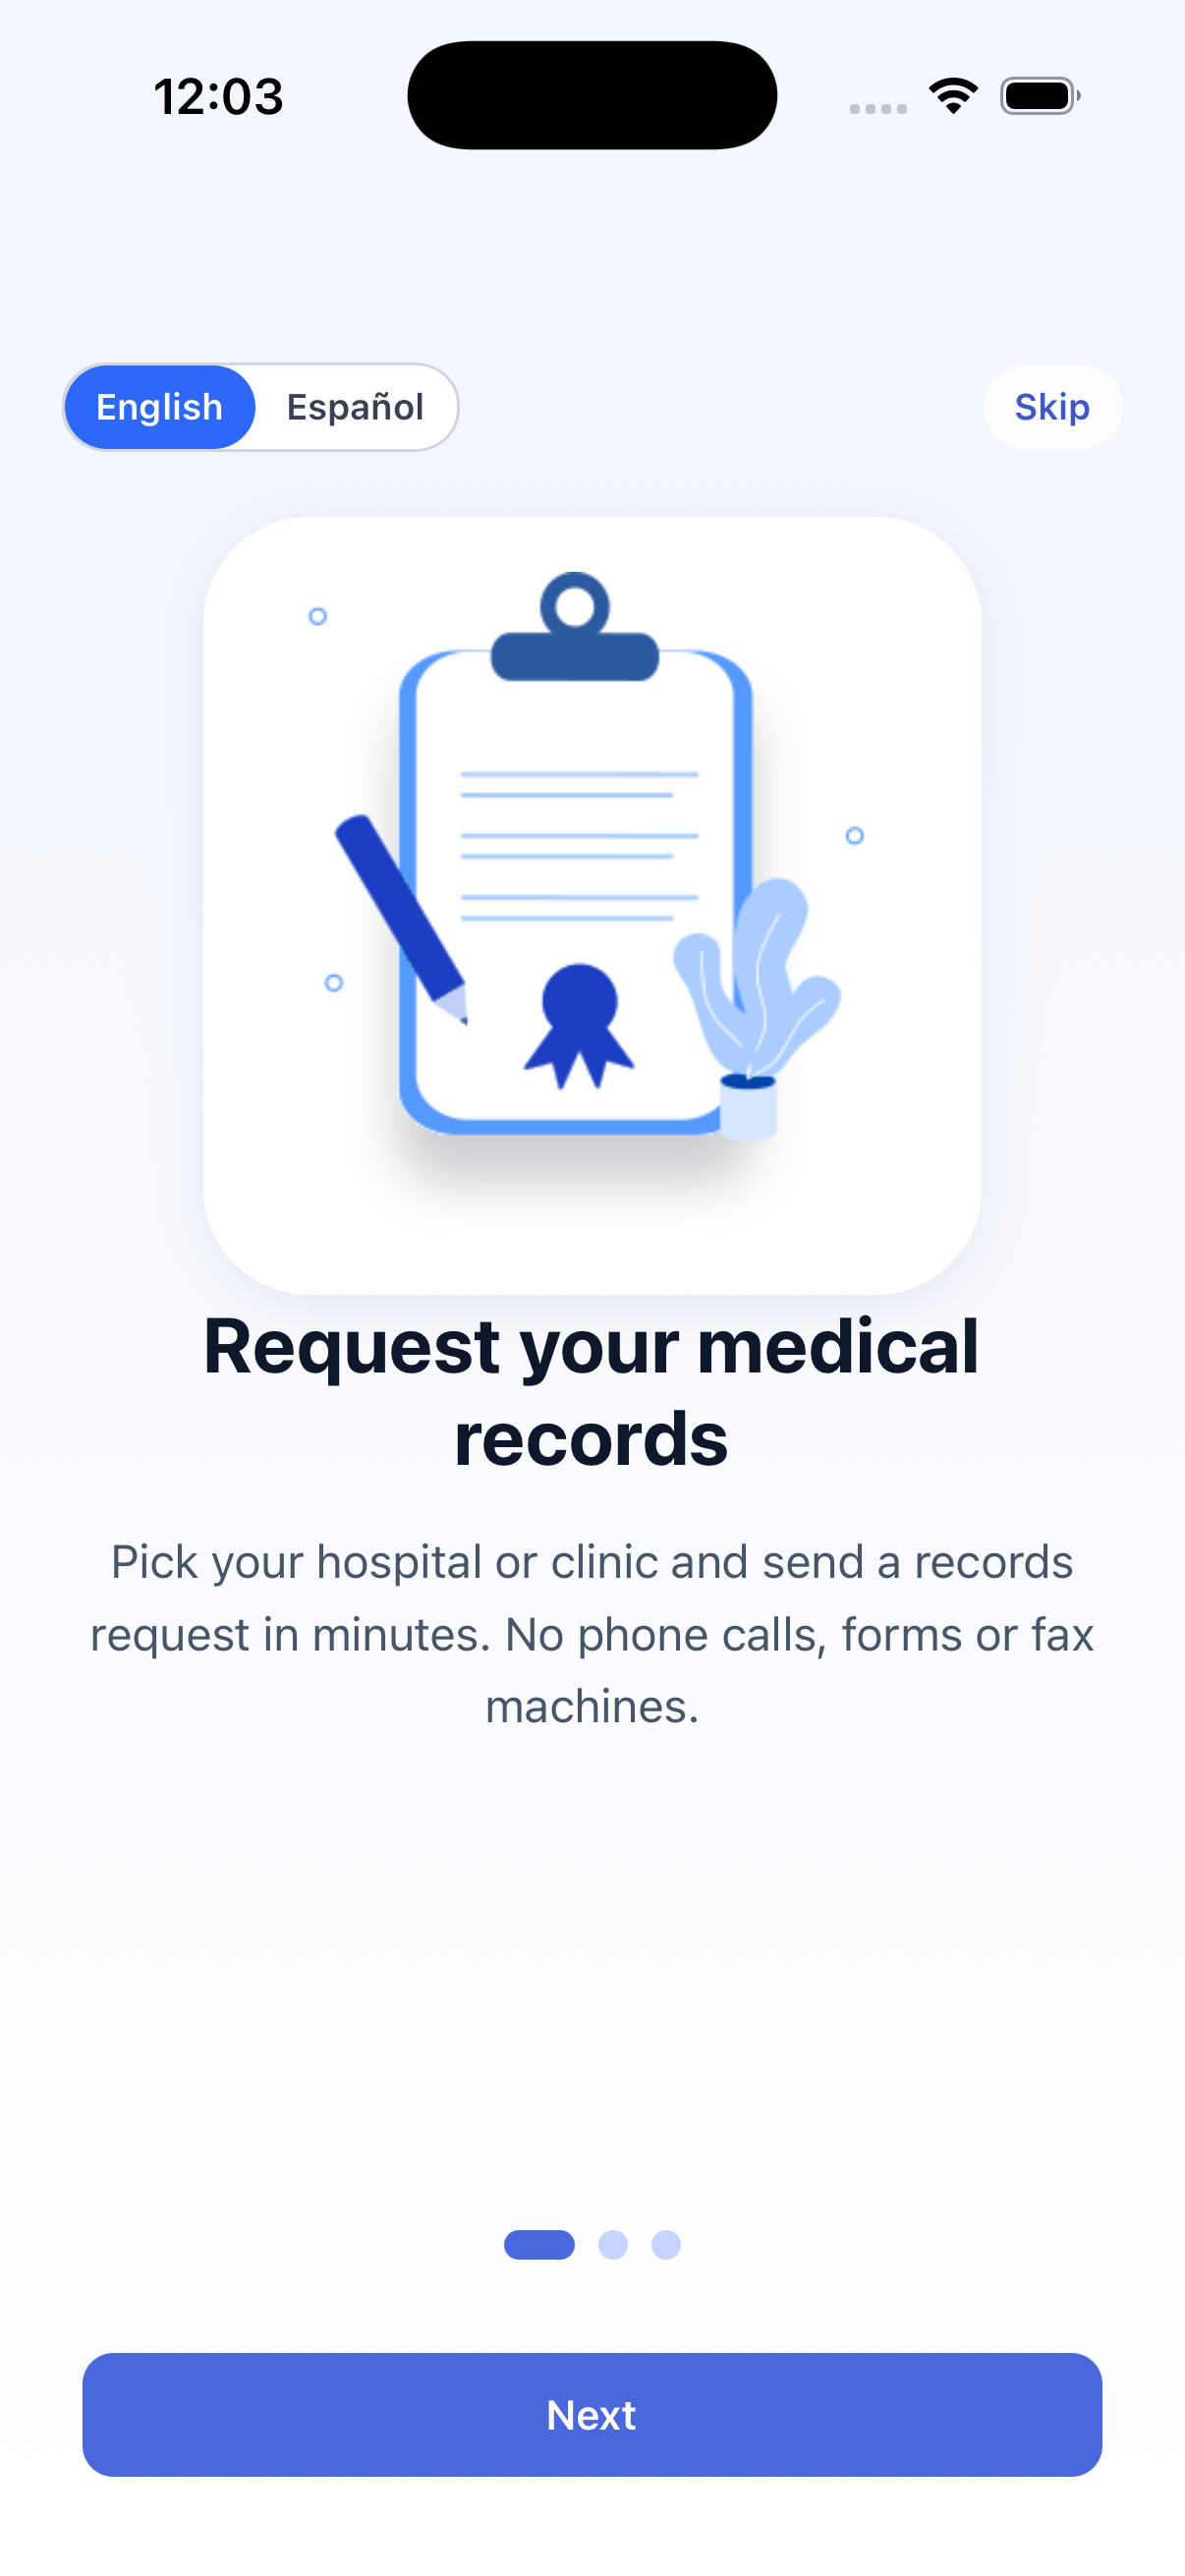 12:03
English Español
Skip
Request your medical
records
Pick your hospital or clinic and send a records
request in minutes. No phone calls, forms or fax
machines.
Next